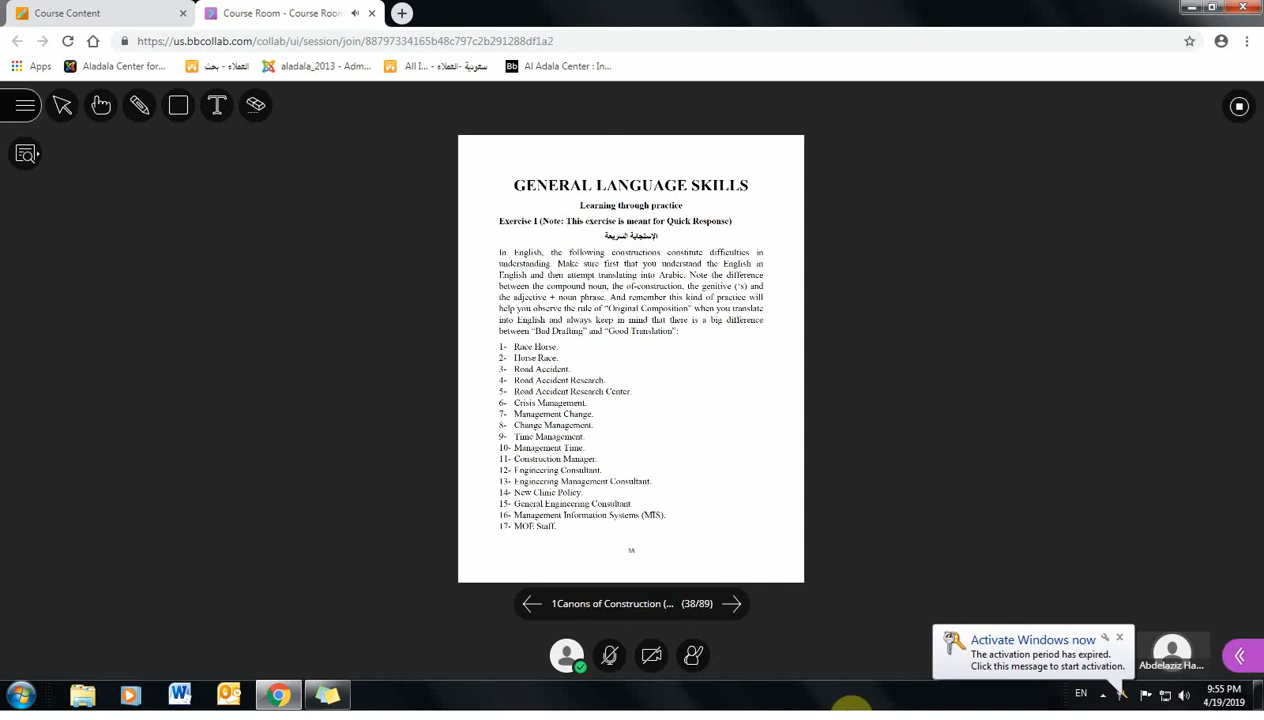 Course Content
Course Room - Course Room
https://us.bbcollab.com/collab/ui/session/join/88797334165b48c797c2b291288df1a2
Apps
Aladala Center for...
العملاء - بحث
aladala_2013 - Adm...
All I... - سعودية -العملاء
Al Adala Center : In...
GENERAL LANGUAGE SKILLS
Learning through practice
Exercise I (Note: This exercise is meant for Quick Response)
الإستجابة السريعة
In English, the following constructions constitute difficulties in
understanding. Make sure first that you understand the English in
English and then attempt translating into Arabic. Note the difference
between the compound noun, the of-construction, the genitive ('s) and
the adjective + noun phrase. And remember this kind of practice will
help you observe the rule of "Original Composition" when you translate
into English and always keep in mind that there is a big difference
between "Bad Drafting" and "Good Translation":
1- Race Horse.
2- Horse Race.
3- Road Accident.
4- Road Accident Research.
5- Road Accident Research Center.
6- Crisis Management.
7- Management Change.
8- Change Management.
9- Time Management.
10- Management Time.
11- Construction Manager.
12- Engineering Consultant.
13- Engineering Management Consultant.
14- New Clinic Policy.
15- General Engineering Consultant.
16- Management Information Systems (MIS).
17- MOE Staff.
1Canons of Construction (... (38/89)
Activate Windows now
The activation period has expired.
Click this message to start activation.
Abdelaziz Ha...
EN
9:55 PM
4/19/2019